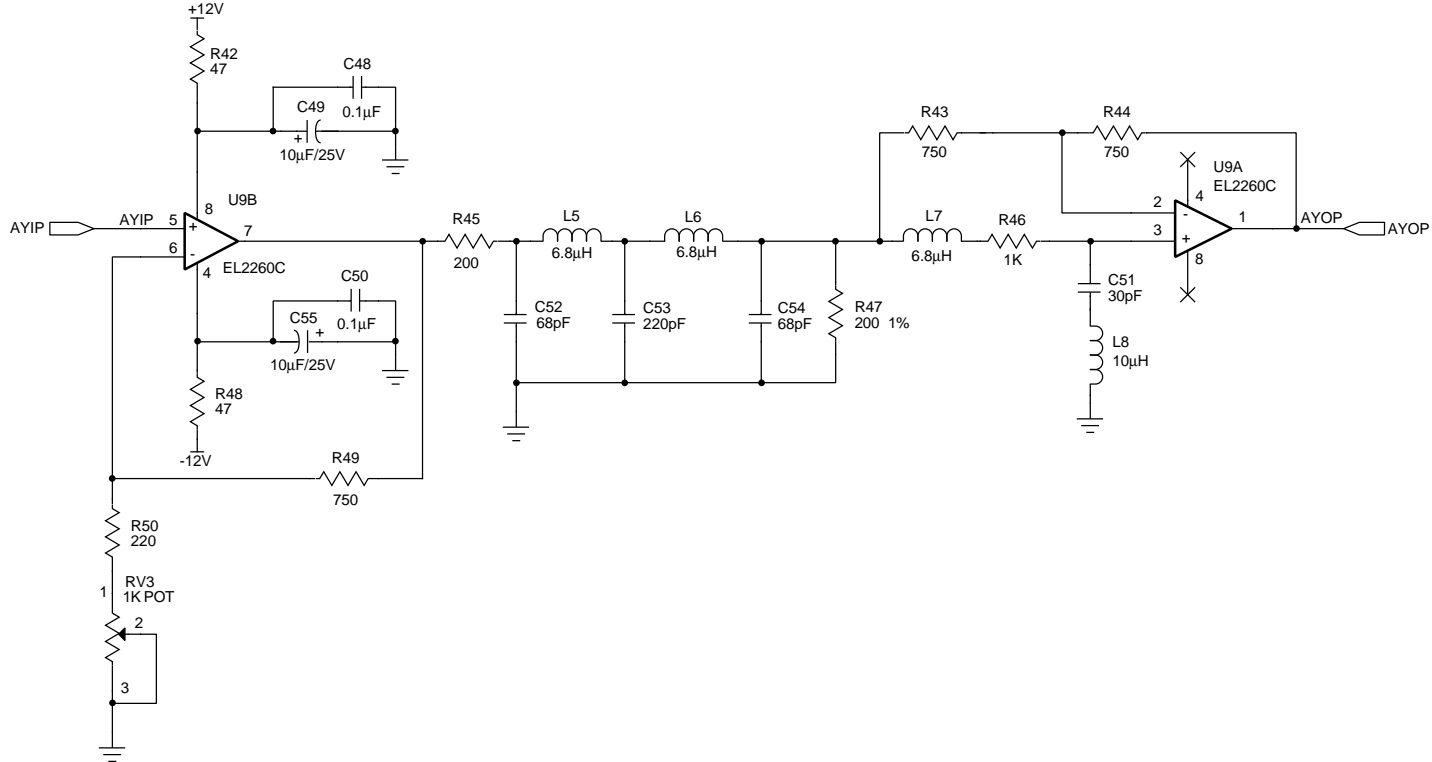 +12V
R42
47
C48
0.1µF
C49
+
10µF/25V
U9B
8
AYIP
AYIP
5
+
7
6
-
4
EL2260C
C50
0.1µF
C55
+
10µF/25V
R48
47
-12V
R49
750
R50
220
RV3
1K POT
1
2
3
R45
200
L5
6.8µH
L6
6.8µH
C52
68pF
C53
220pF
C54
68pF
R47
200 1%
R43
750
R44
750
L7
6.8µH
R46
1K
U9A
EL2260C
4
2
-
1
3
+
8
AYOP
AYOP
C51
30pF
L8
10µH